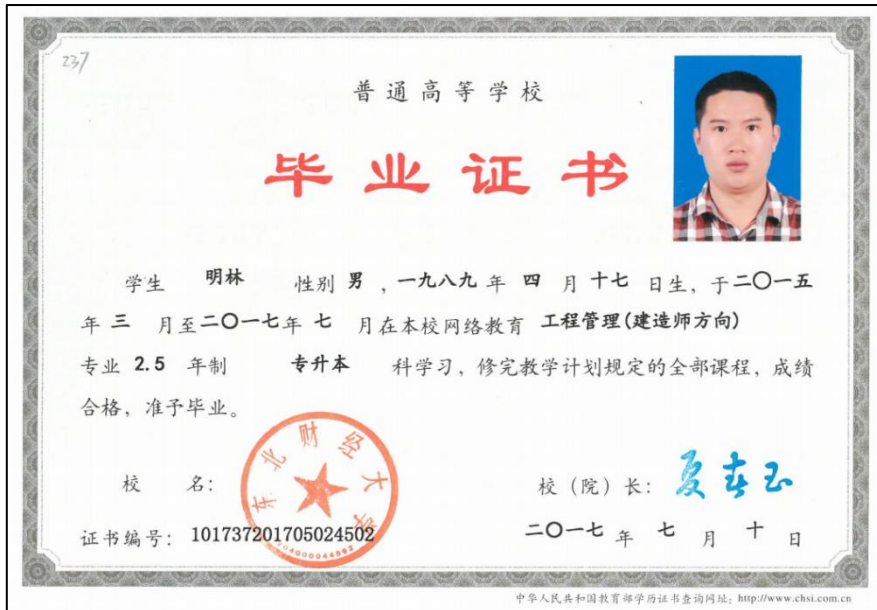 237
普通高等学校
毕业证书
学生 明林 性别 男 ，一九八九 年 四 月 十七 日生，于二〇一五
年 三 月至二〇一七年 七 月在本校网络教育 工程管理(建造师方向)
专业 2.5 年制 专升本 科学习，修完教学计划规定的全部课程，成绩
合格，准予毕业。
东北财经大学
校 名：
校（院）长：夏春玉
证书编号：101737201705024502
二〇一七 年 七 月 十 日
中华人民共和国教育部学历证书查询网址：http://www.chsi.com.cn